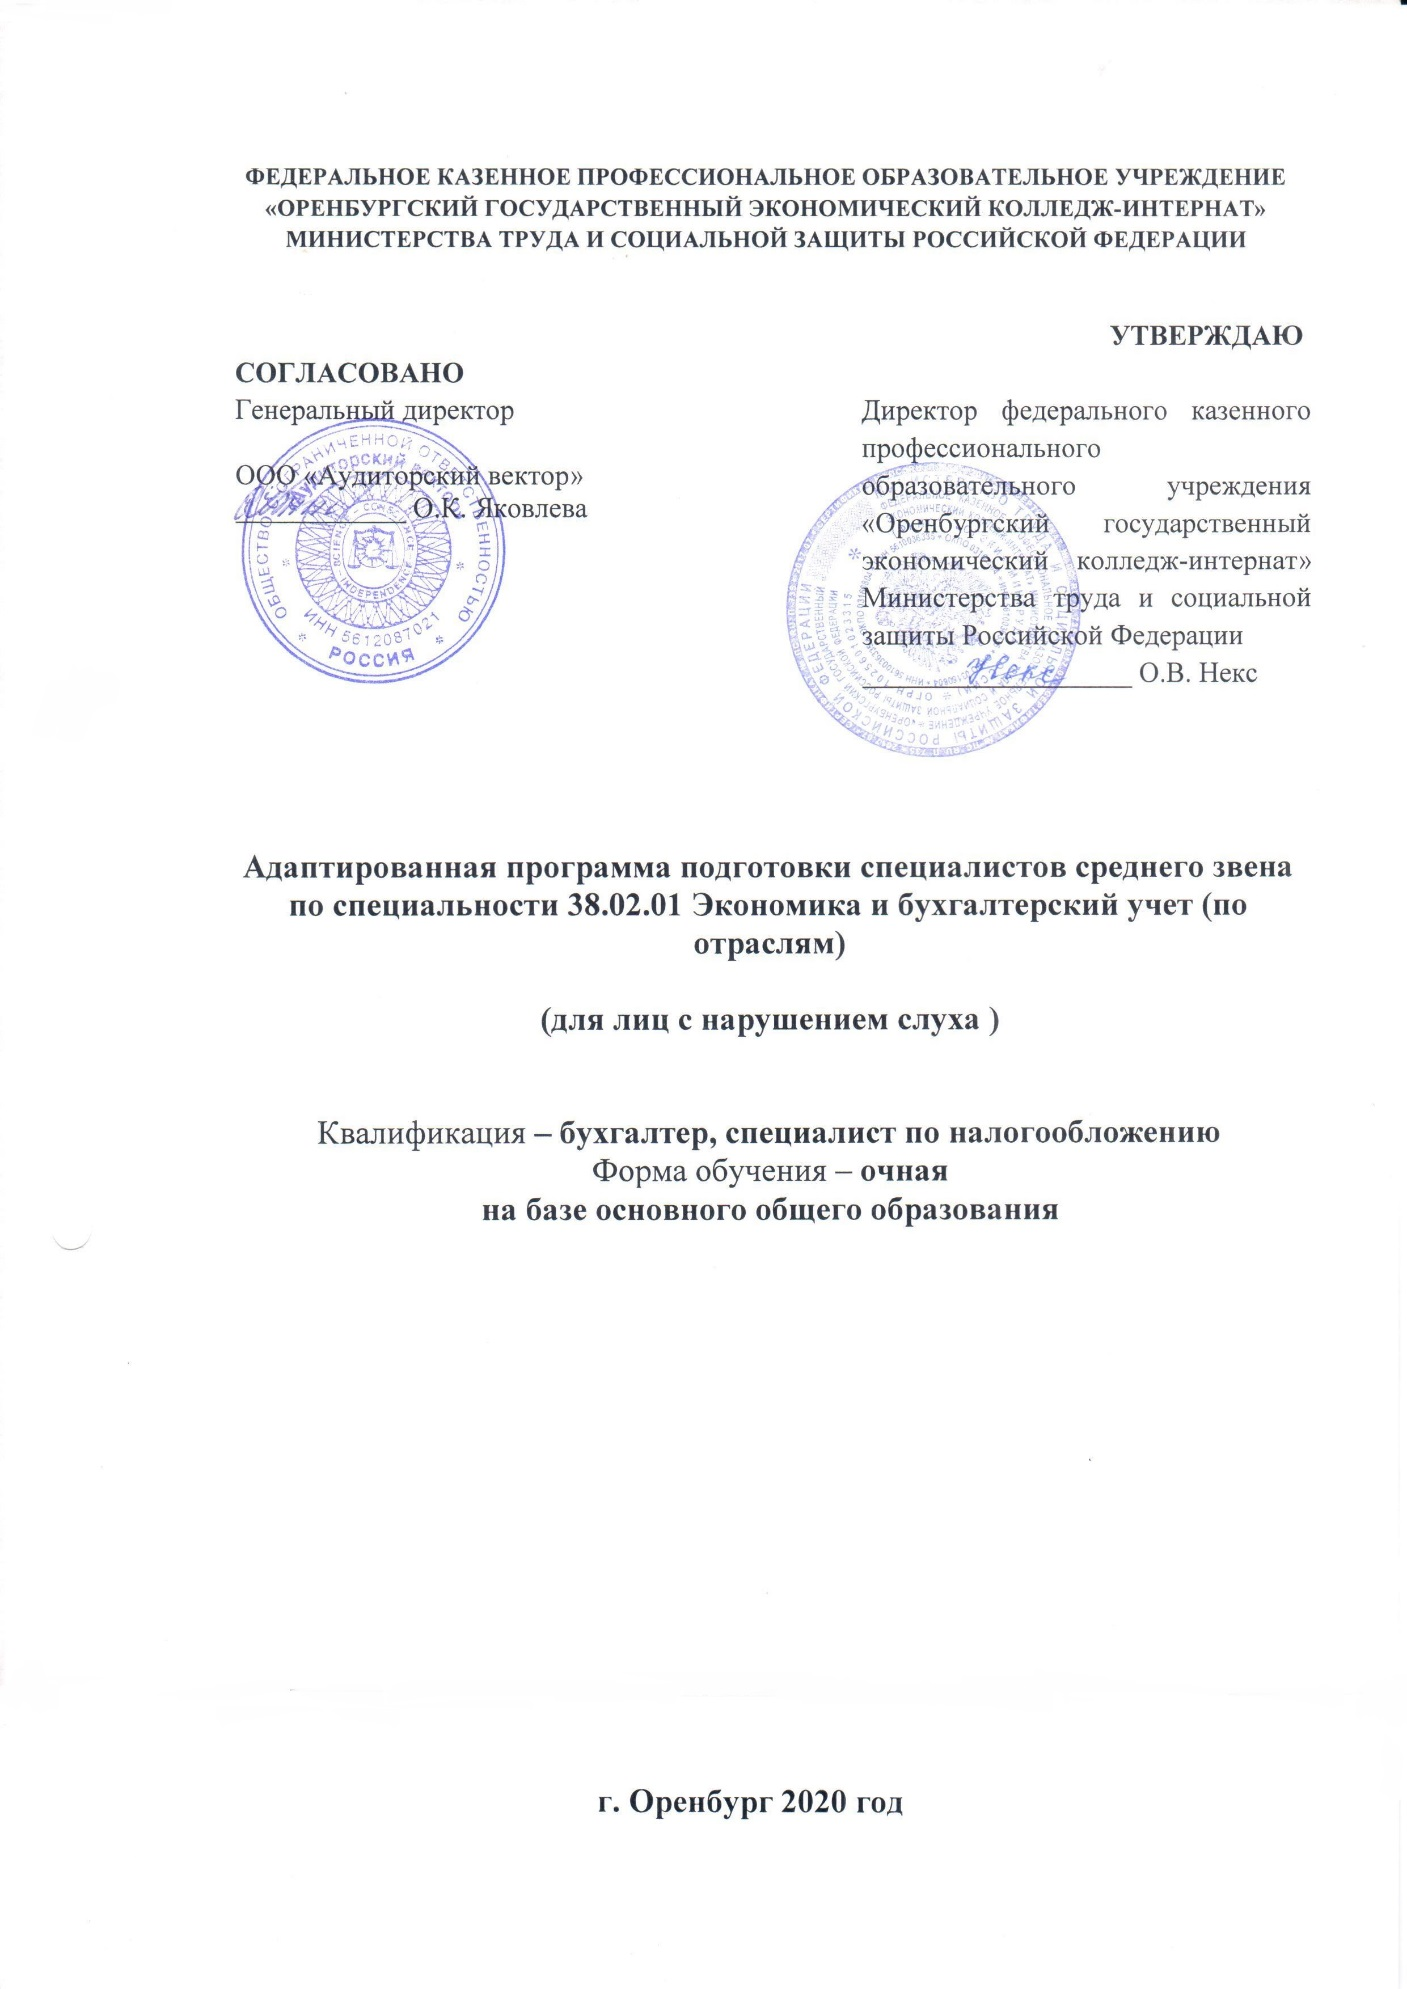 ФЕДЕРАЛЬНОЕ КАЗЕННОЕ ПРОФЕССИОНАЛЬНОЕ ОБРАЗОВАТЕЛЬНОЕ УЧРЕЖДЕНИЕ
«ОРЕНБУРГСКИЙ ГОСУДАРСТВЕННЫЙ ЭКОНОМИЧЕСКИЙ КОЛЛЕДЖ-ИНТЕРНАТ»
МИНИСТЕРСТВА ТРУДА И СОЦИАЛЬНОЙ ЗАЩИТЫ РОССИЙСКОЙ ФЕДЕРАЦИИ
СОГЛАСОВАНО
Генеральный директор
ООО «Аудиторский вектор»
О.К. Яковлева
ИНН 5612087021
РОССИЯ
SCIENCE – CONSCIENCE – INDEPENDENCE
УТВЕРЖДАЮ
Директор федерального казенного
профессионального
образовательного учреждения
«Оренбургский государственный
экономический колледж-интернат»
Министерства труда и социальной
защиты Российской Федерации
О.В. Некс
Адаптированная программа подготовки специалистов среднего звена
по специальности 38.02.01 Экономика и бухгалтерский учет (по
отраслям)
(для лиц с нарушением слуха )
Квалификация – бухгалтер, специалист по налогообложению
Форма обучения – очная
на базе основного общего образования
г. Оренбург 2020 год